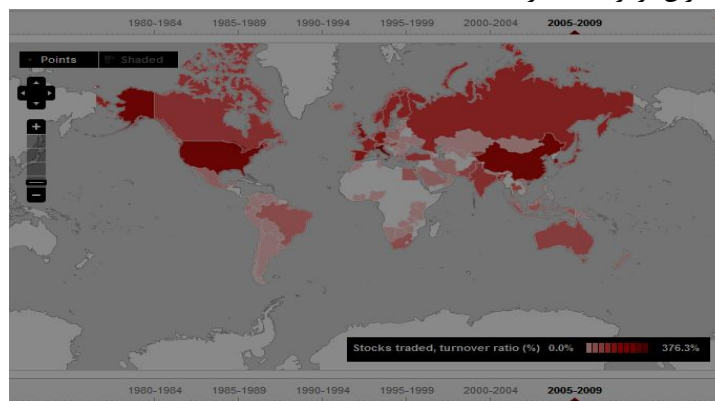 1980-1984 1985-1989 1990-1994 1995-1999 2000-2004 2005-2009
Points Shaded
+
−
Stocks traded, turnover ratio (%) 0.0% 376.3%
1980-1984 1985-1989 1990-1994 1995-1999 2000-2004 2005-2009